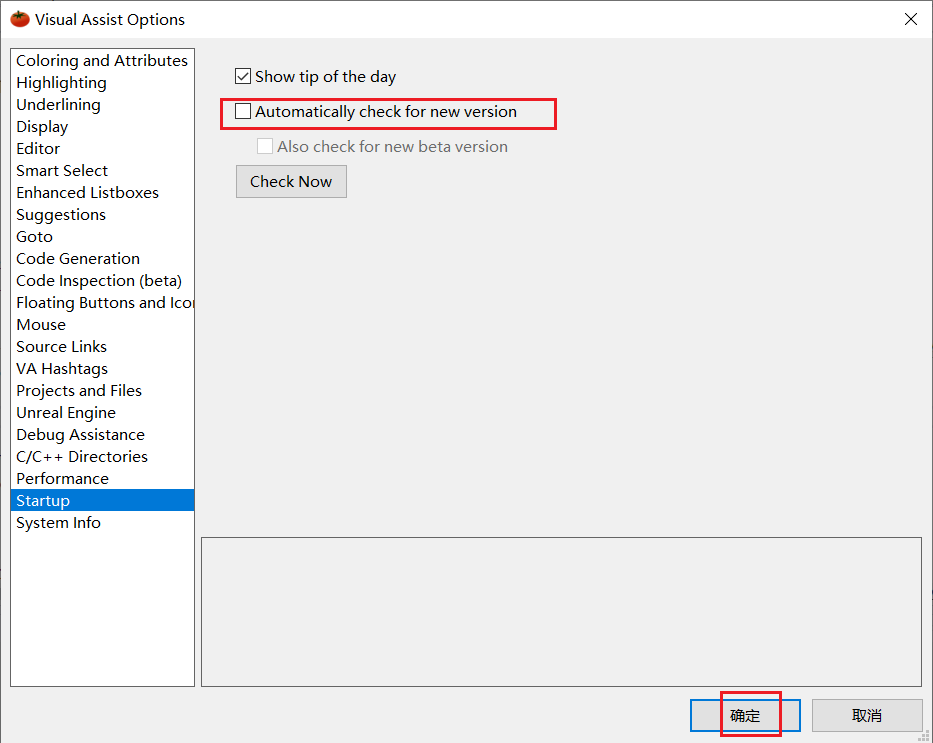 Visual Assist Options
Coloring and Attributes
Highlighting
Underlining
Display
Editor
Smart Select
Enhanced Listboxes
Suggestions
Goto
Code Generation
Code Inspection (beta)
Floating Buttons and Ico
Mouse
Source Links
VA Hashtags
Projects and Files
Unreal Engine
Debug Assistance
C/C++ Directories
Performance
Startup
System Info
Show tip of the day
Automatically check for new version
Also check for new beta version
Check Now
确定
取消